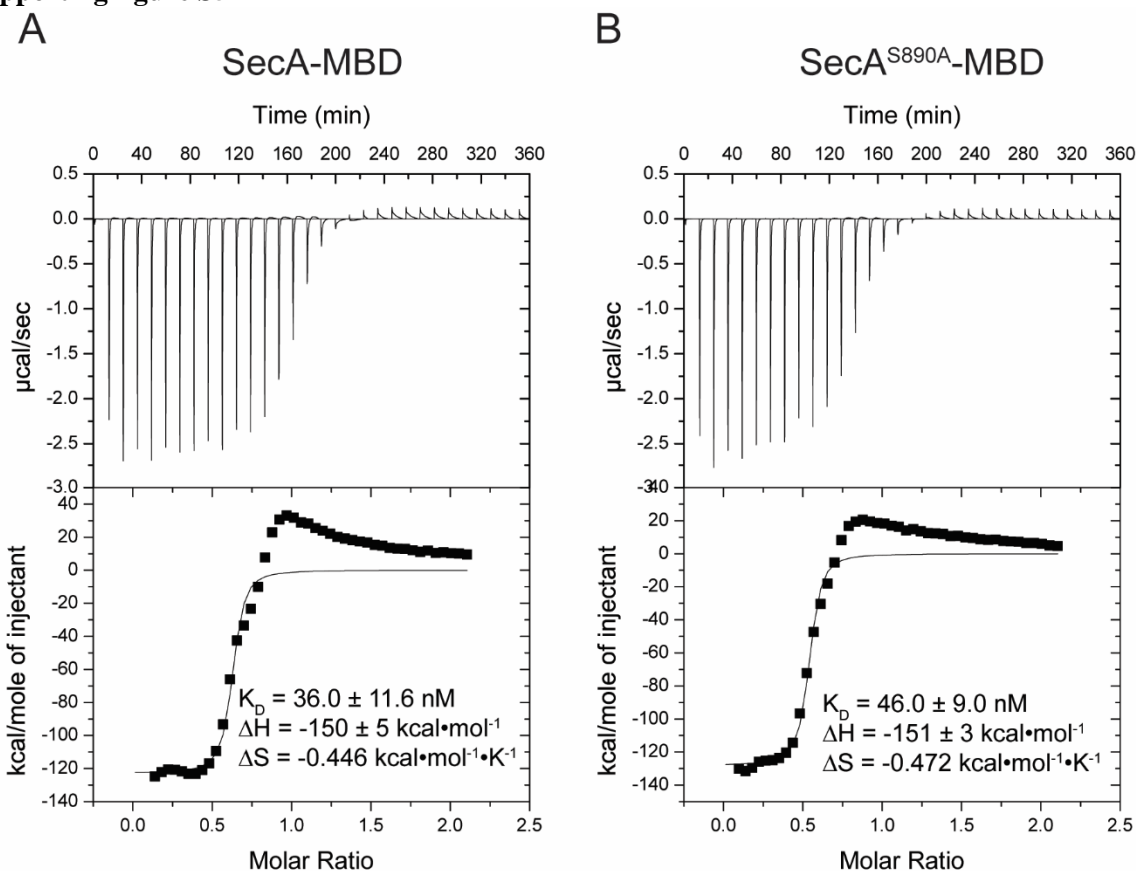 A
B
SecA-MBD
SecA^S890A-MBD
Time (min)
0 40 80 120 160 200 240 280 320 360
Time (min)
0 40 80 120 160 200 240 280 320 360
0.5
0.0
-0.5
-1.0
-1.5
-2.0
-2.5
-3.0
µcal/sec
0.5
0.0
-0.5
-1.0
-1.5
-2.0
-2.5
µcal/sec
40
20
0
-20
-40
-60
-80
-100
-120
-140
kcal/mole of injectant
K_D = 36.0 ± 11.6 nM
ΔH = -150 ± 5 kcal•mol^-1
ΔS = -0.446 kcal•mol^-1•K^-1
0.0 0.5 1.0 1.5 2.0 2.5
Molar Ratio
20
0
-20
-40
-60
-80
-100
-120
-140
kcal/mole of injectant
K_D = 46.0 ± 9.0 nM
ΔH = -151 ± 3 kcal•mol^-1
ΔS = -0.472 kcal•mol^-1•K^-1
0.0 0.5 1.0 1.5 2.0 2.5
Molar Ratio